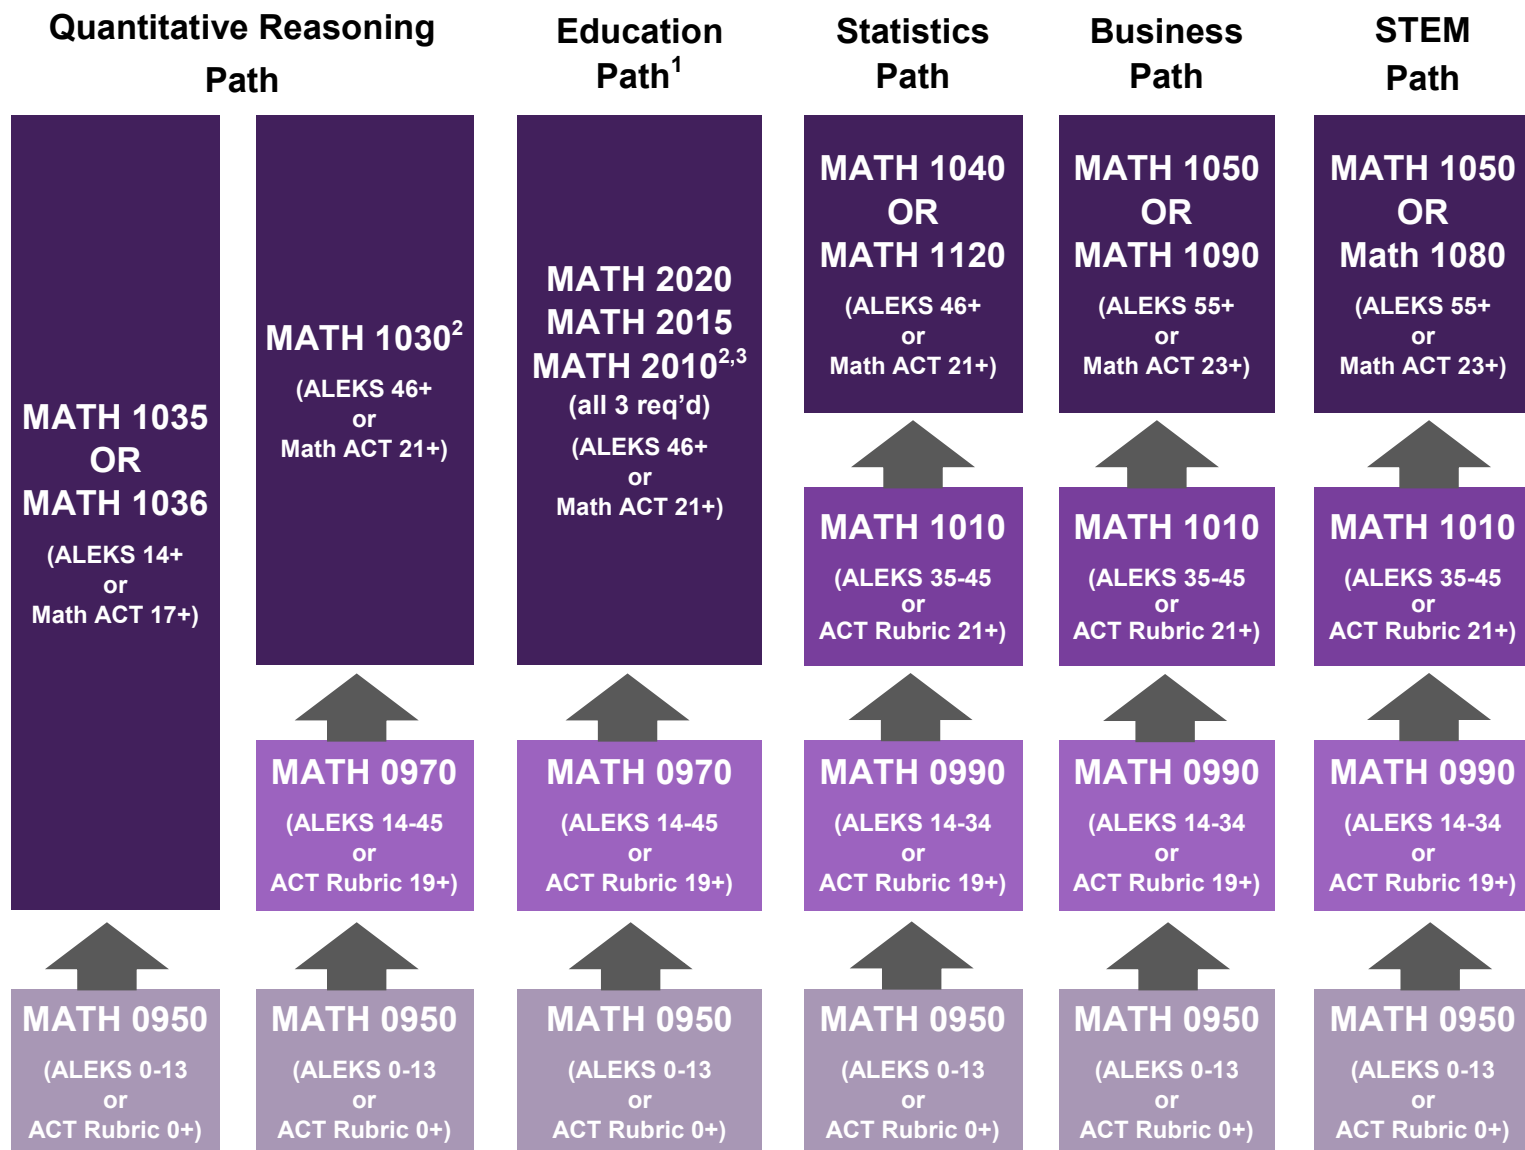 Quantitative Reasoning
Path
Education
Path1
Statistics
Path
Business
Path
STEM
Path
MATH 1035
OR
MATH 1036
(ALEKS 14+
or
Math ACT 17+)
MATH 0950
(ALEKS 0-13
or
ACT Rubric 0+)
MATH 10302
(ALEKS 46+
or
Math ACT 21+)
MATH 0970
(ALEKS 14-45
or
ACT Rubric 19+)
MATH 0950
(ALEKS 0-13
or
ACT Rubric 0+)
MATH 2020
MATH 2015
MATH 20102,3
(all 3 req’d)
(ALEKS 46+
or
Math ACT 21+)
MATH 0970
(ALEKS 14-45
or
ACT Rubric 19+)
MATH 0950
(ALEKS 0-13
or
ACT Rubric 0+)
MATH 1040
OR
MATH 1120
(ALEKS 46+
or
Math ACT 21+)
MATH 1010
(ALEKS 35-45
or
ACT Rubric 21+)
MATH 0990
(ALEKS 14-34
or
ACT Rubric 19+)
MATH 0950
(ALEKS 0-13
or
ACT Rubric 0+)
MATH 1050
OR
MATH 1090
(ALEKS 55+
or
Math ACT 23+)
MATH 1010
(ALEKS 35-45
or
ACT Rubric 21+)
MATH 0990
(ALEKS 14-34
or
ACT Rubric 19+)
MATH 0950
(ALEKS 0-13
or
ACT Rubric 0+)
MATH 1050
OR
Math 1080
(ALEKS 55+
or
Math ACT 23+)
MATH 1010
(ALEKS 35-45
or
ACT Rubric 21+)
MATH 0990
(ALEKS 14-34
or
ACT Rubric 19+)
MATH 0950
(ALEKS 0-13
or
ACT Rubric 0+)